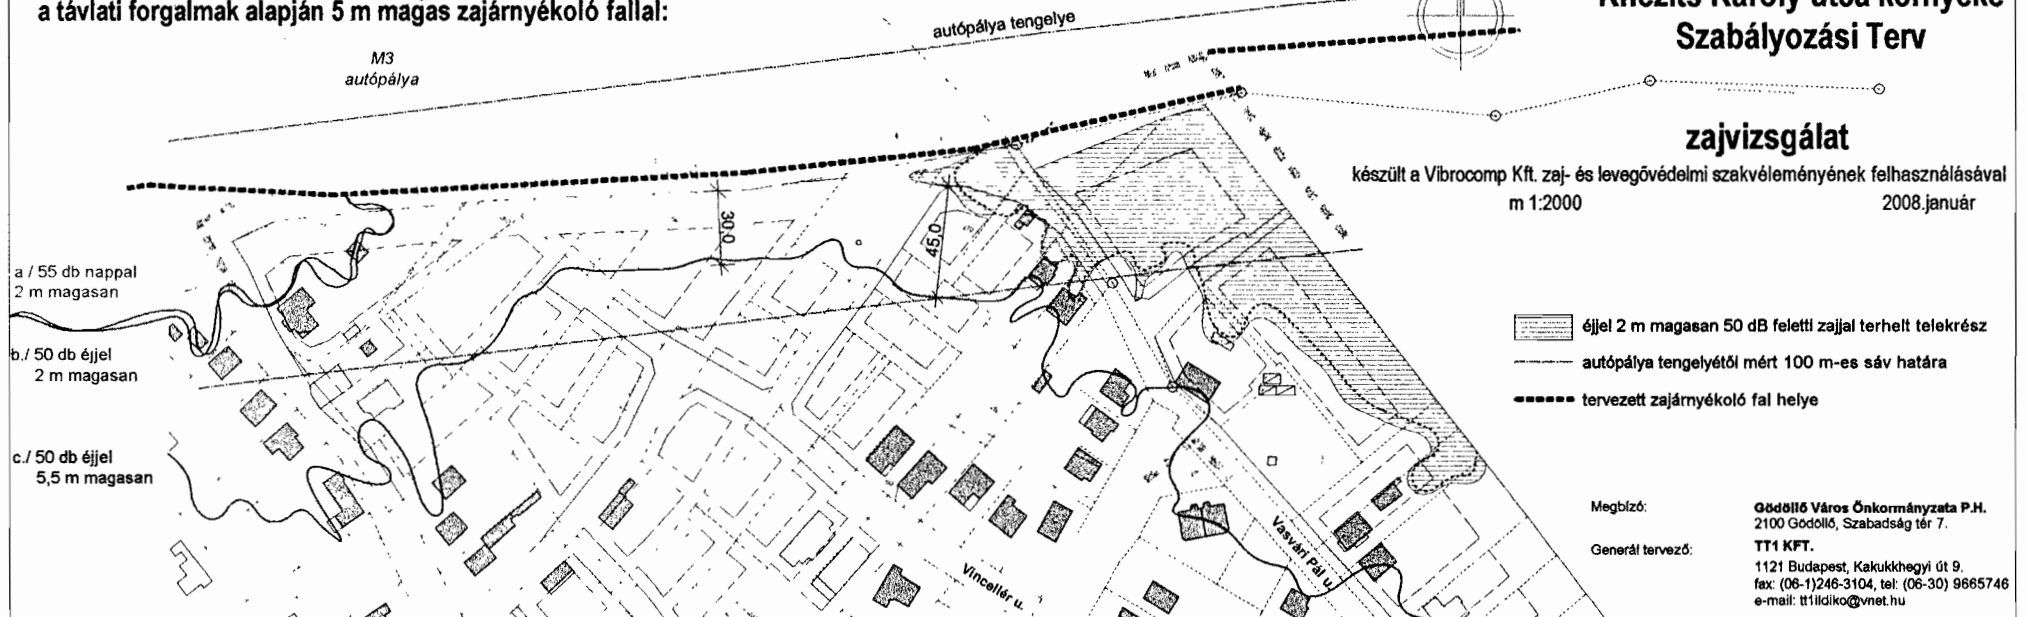 a távlati forgalmak alapján 5 m magas zajárnyékoló fallal:
autópálya tengelye
M3
autópálya
Szabályozási Terv
zajvizsgálat
készült a Vibrocomp Kft. zaj- és levegővédelmi szakvéleményének felhasználásával
m 1:2000
2008.január
30,0
45,0
a / 55 db nappal
2 m magasan
b./ 50 db éjjel
2 m magasan
c./ 50 db éjjel
5,5 m magasan
éjjel 2 m magasan 50 dB feletti zajjal terhelt telekrész
autópálya tengelyétől mért 100 m-es sáv határa
tervezett zajárnyékoló fal helye
Vincellér u.
Vasvári Pál u.
Megbízó:
Gödöllő Város Önkormányzata P.H.
2100 Gödöllő, Szabadság tér 7.
Generál tervező:
TT1 KFT.
1121 Budapest, Kakukkhegyi út 9.
fax: (06-1)246-3104, tel: (06-30) 9665746
e-mail: tt1ildiko@vnet.hu